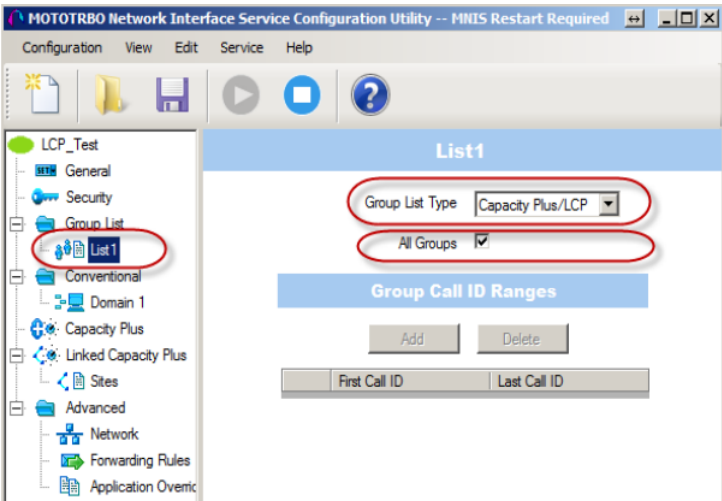 MOTOTRBO Network Interface Service Configuration Utility -- MNIS Restart Required
Configuration View Edit Service Help
LCP_Test
General
Security
Group List
List1
Conventional
Domain 1
Capacity Plus
Linked Capacity Plus
Sites
Advanced
Network
Forwarding Rules
Application Overric
List1
Group List Type Capacity Plus/LCP
All Groups
Group Call ID Ranges
Add Delete
First Call ID Last Call ID